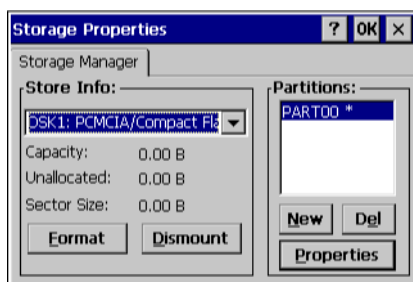 Storage Properties ? OK ×
Storage Manager
Store Info:
DSK1: PCMCIA/Compact Fla
Capacity: 0.00 B
Unallocated: 0.00 B
Sector Size: 0.00 B
Format Dismount
Partitions:
PART00 *
New Del
Properties